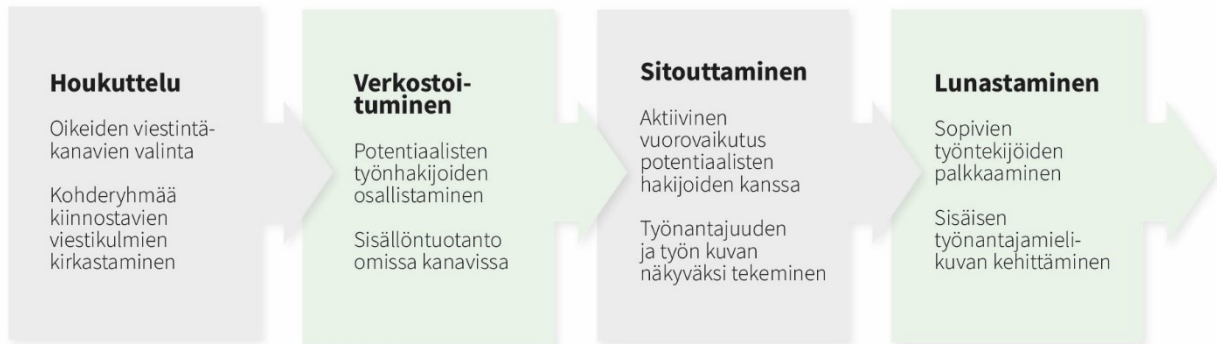 Houkuttelu
Oikeiden viestintä-
kanavien valinta
Kohderyhmää
kiinnostavien
viestikulmien
kirkastaminen
Verkostoi-
tuminen
Potentiaalisten
työnhakijoiden
osallistaminen
Sisällöntuotanto
omissa kanavissa
Sitouttaminen
Aktiivinen
vuorovaikutus
potentiaalisten
hakijoiden kanssa
Työnantajuuden
ja työn kuvan
näkyväksi tekeminen
Lunastaminen
Sopivien
työntekijöiden
palkkaaminen
Sisäisen
työnantajamieli-
kuvan kehittäminen